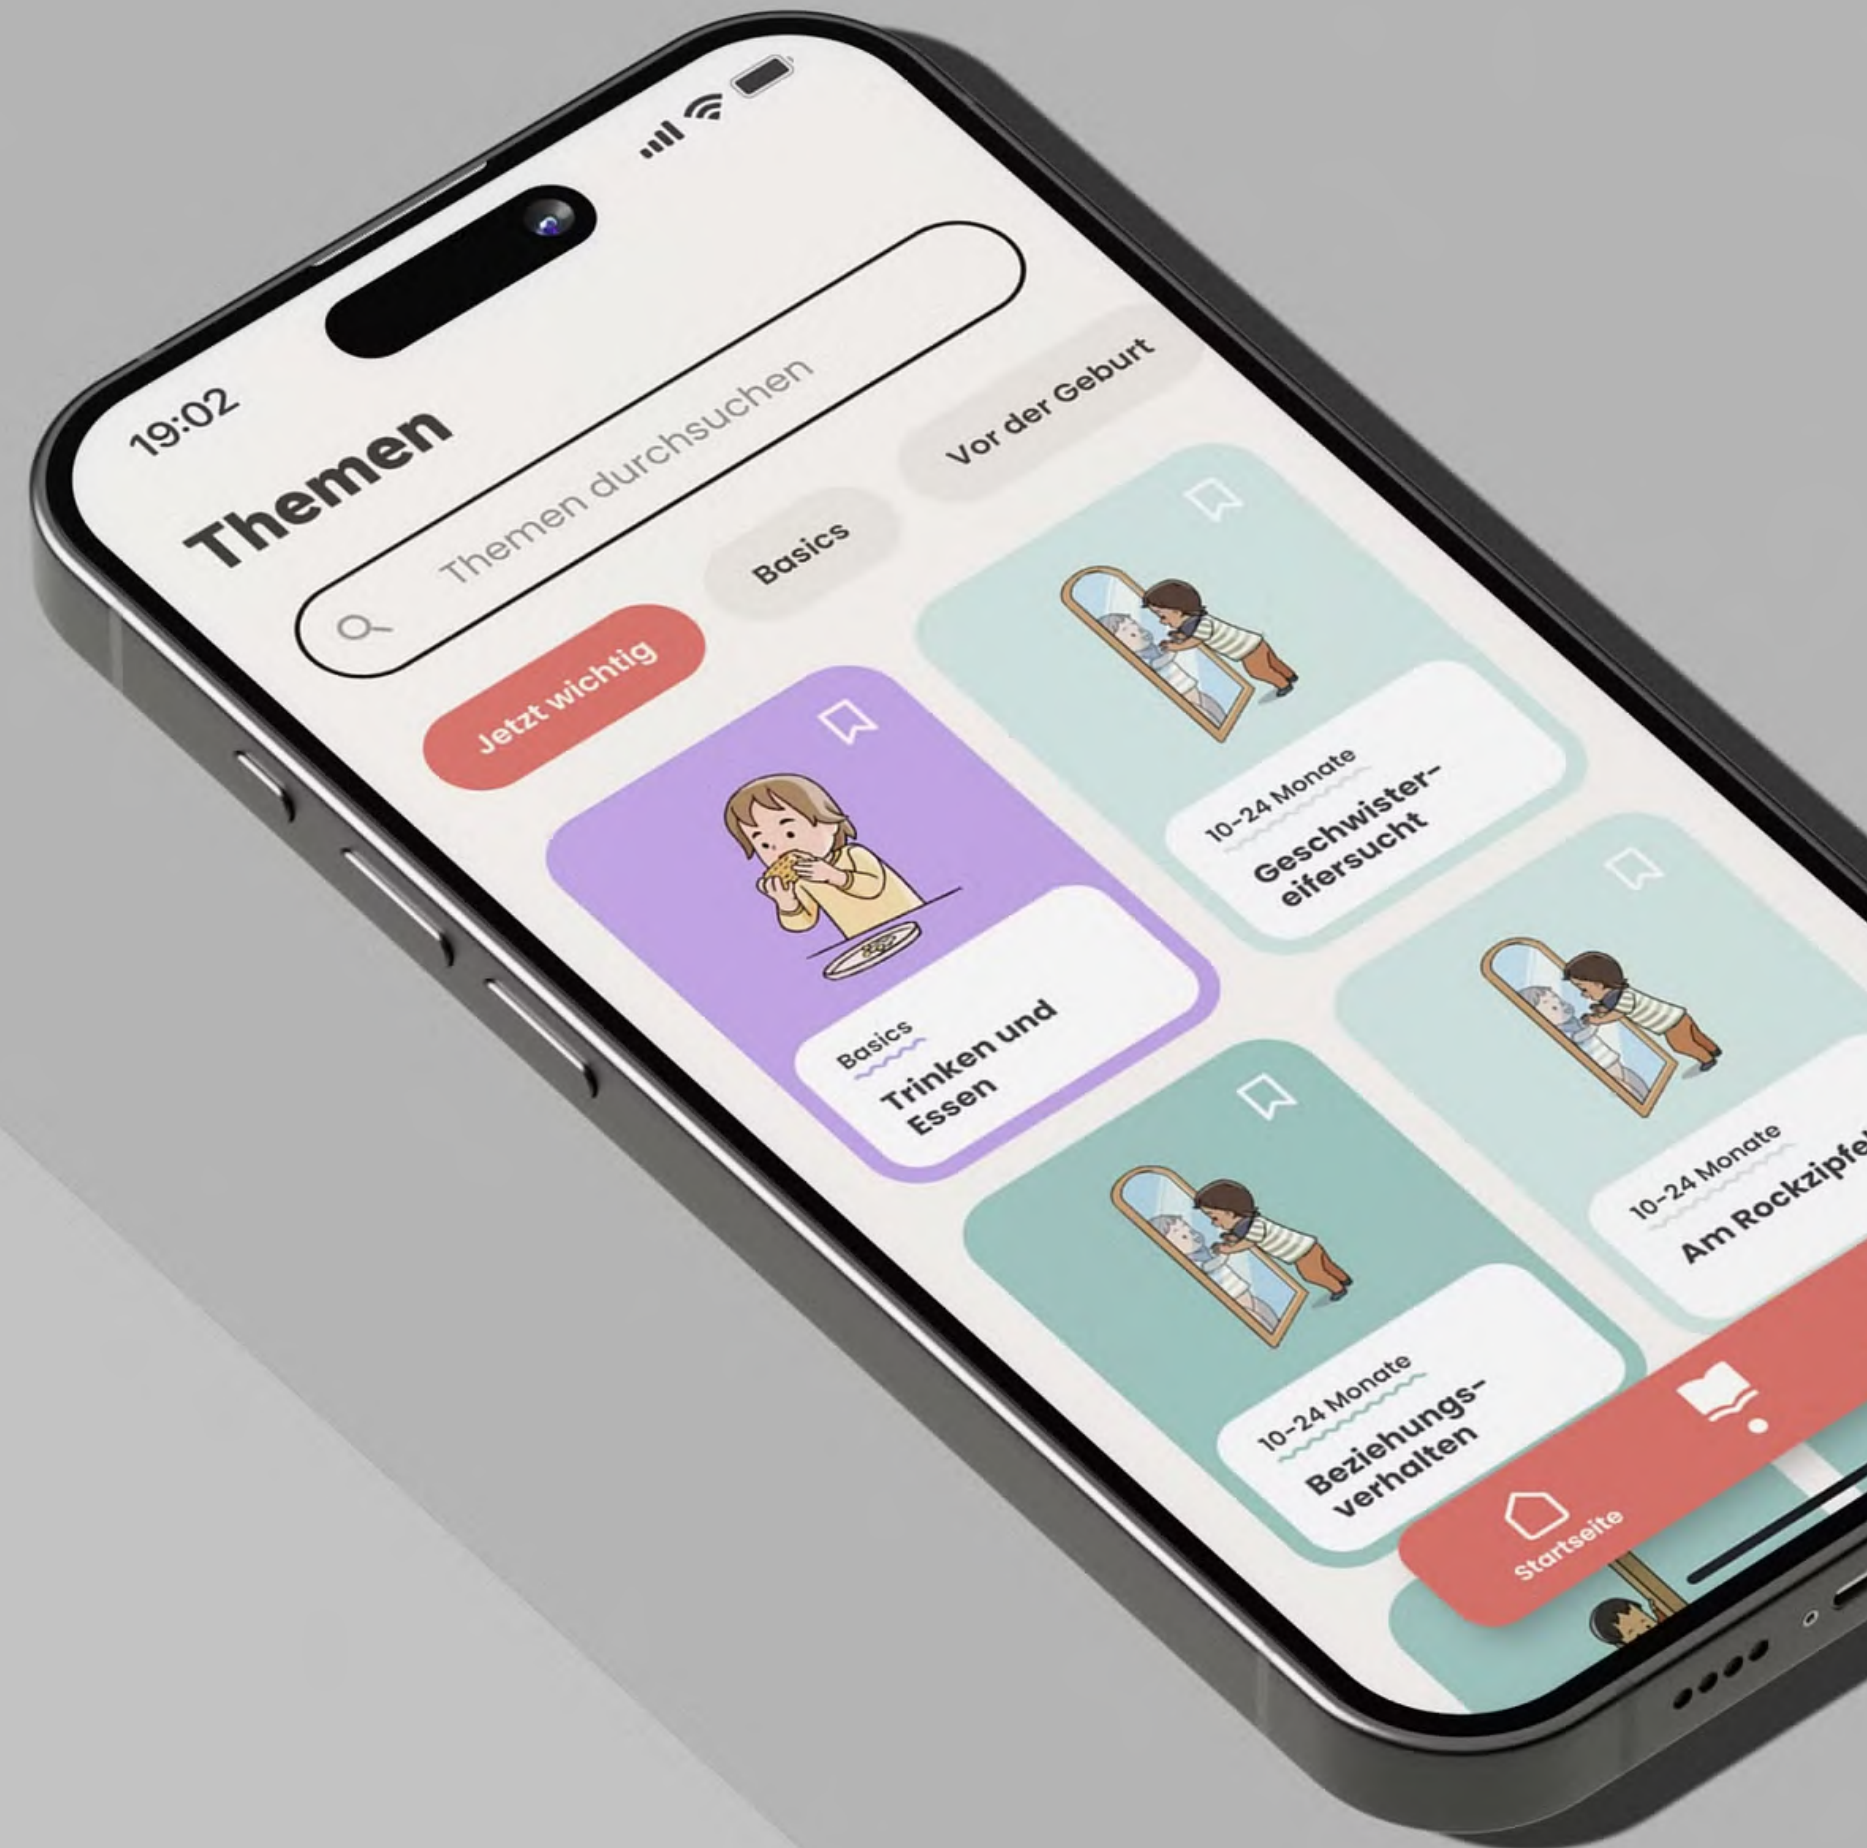 19:02
Themen
Themen durchsuchen
Jetzt wichtig
Basics
Vor der Geburt
Basics
Trinken und
Essen
10-24 Monate
Geschwister-
eifersucht
10-24 Monate
Beziehungs-
verhalten
10-24 Monate
Am Rockzipfel
Startseite